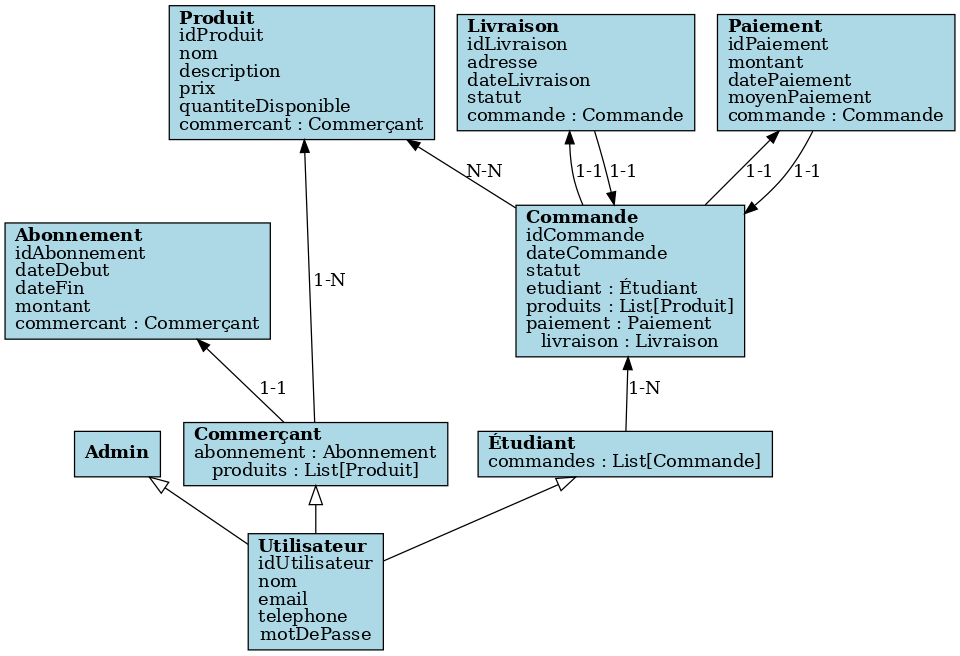 Produit
idProduit
nom
description
prix
quantiteDisponible
commercant : Commerçant
Livraison
idLivraison
adresse
dateLivraison
statut
commande : Commande
Paiement
idPaiement
montant
datePaiement
moyenPaiement
commande : Commande
N-N
1-1
1-1
1-1
1-1
Abonnement
idAbonnement
dateDebut
dateFin
montant
commercant : Commerçant
1-N
Commande
idCommande
dateCommande
statut
etudiant : Étudiant
produits : List[Produit]
paiement : Paiement
livraison : Livraison
1-1
1-N
Admin
Commerçant
abonnement : Abonnement
produits : List[Produit]
Étudiant
commandes : List[Commande]
Utilisateur
idUtilisateur
nom
email
telephone
motDePasse